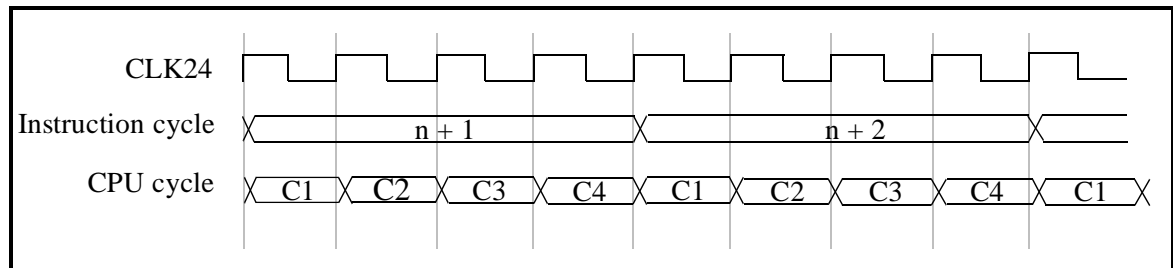 CLK24
Instruction cycle n + 1 n + 2
CPU cycle C1 C2 C3 C4 C1 C2 C3 C4 C1